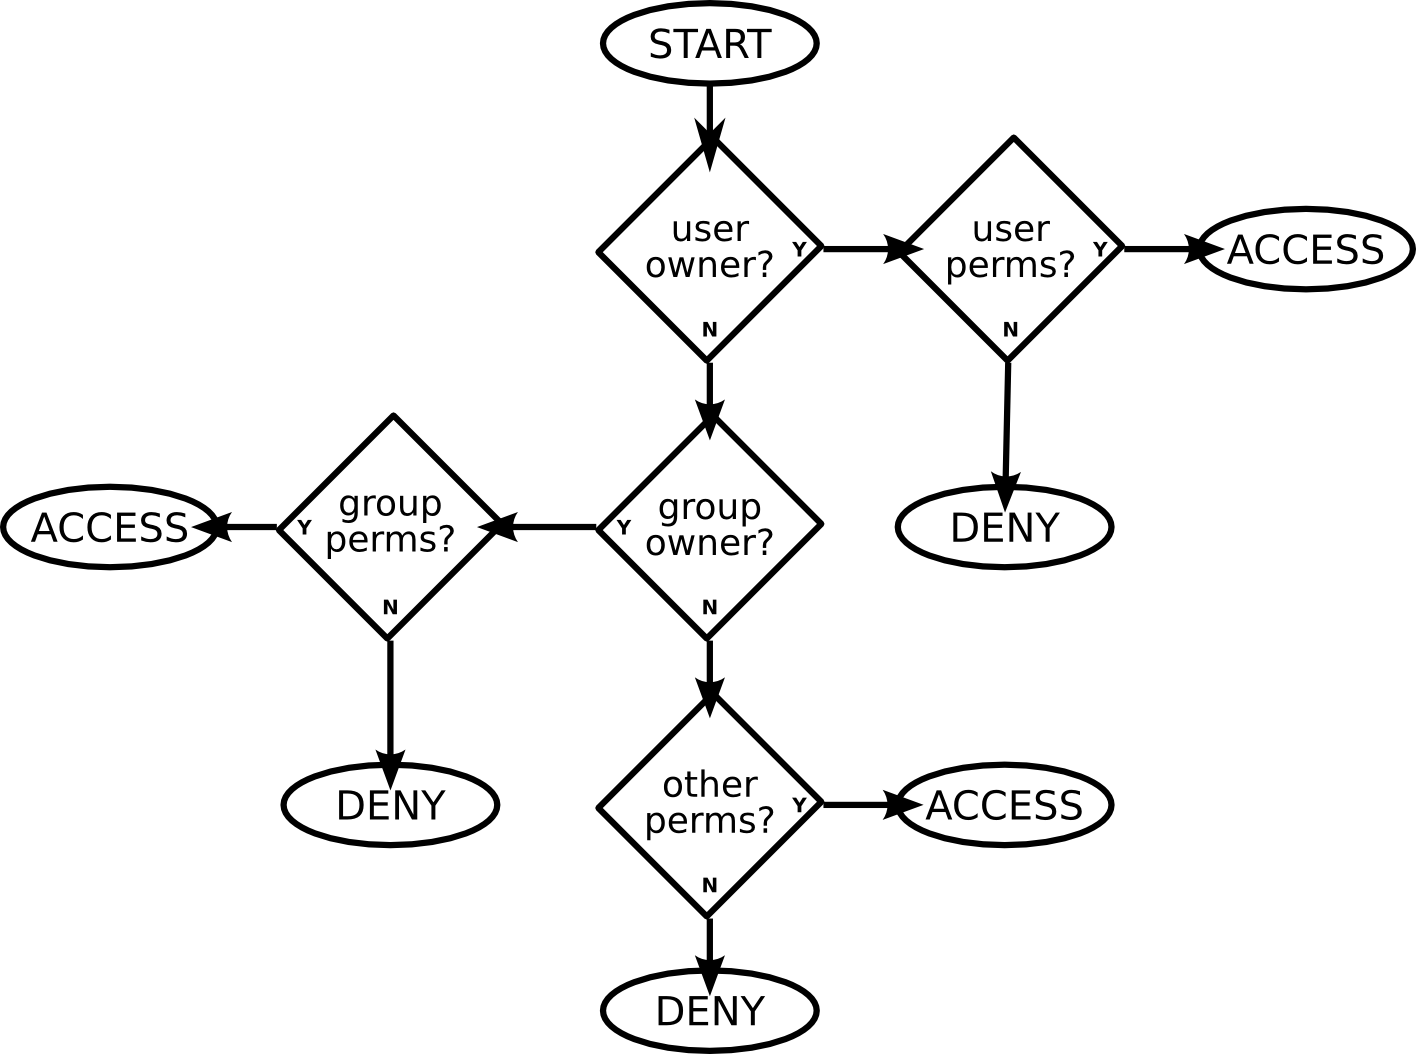 START
user
owner?
Y
N
user
perms?
Y
N
ACCESS
DENY
group
owner?
Y
N
group
perms?
Y
N
ACCESS
DENY
other
perms?
Y
N
ACCESS
DENY